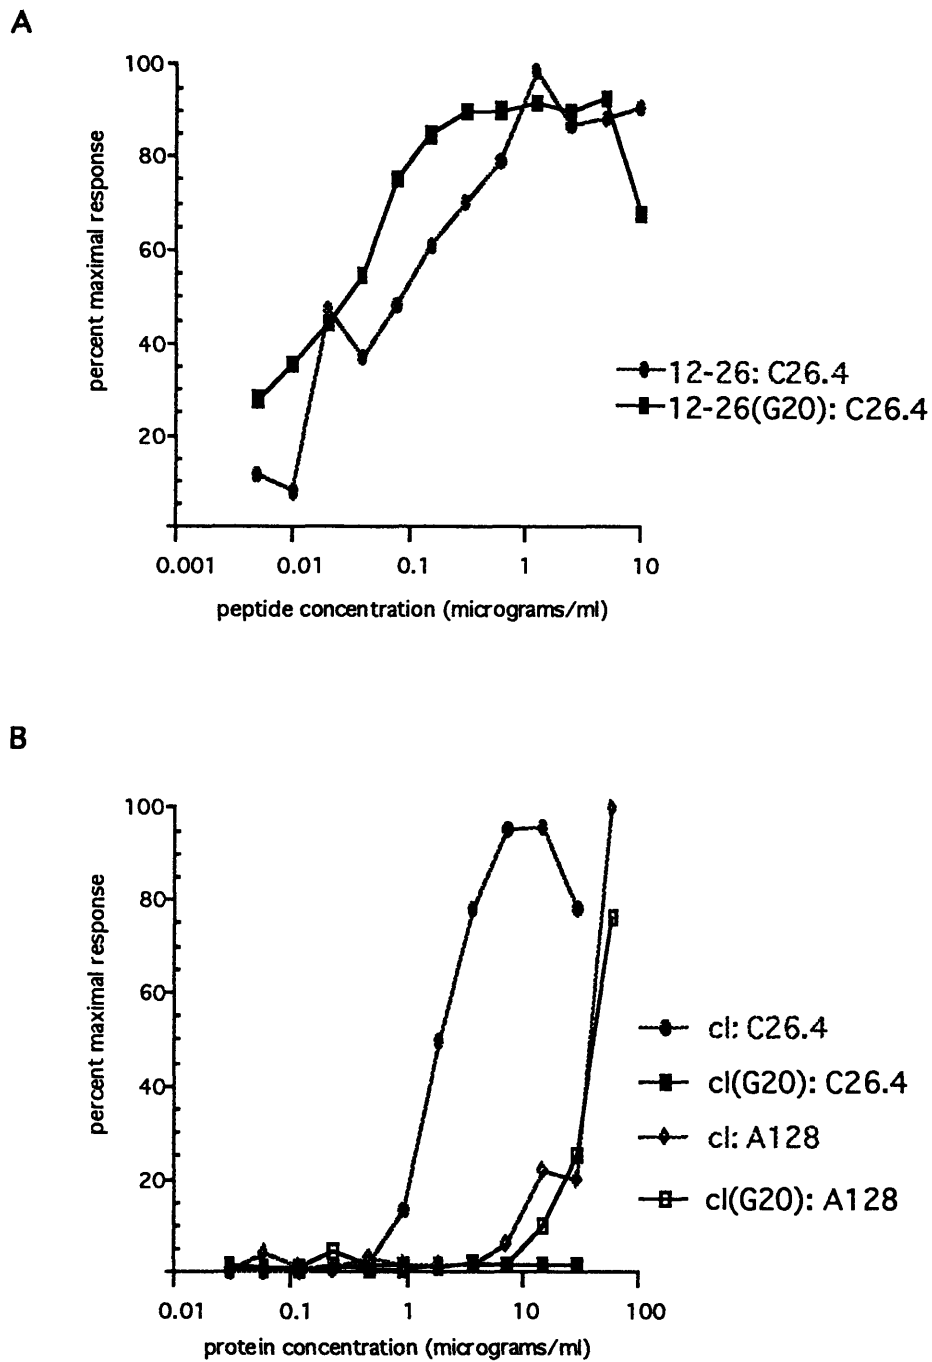 A
100
80
60
40
20
percent maximal response
0.001 0.01 0.1 1 10
peptide concentration (micrograms/ml)
12-26: C26.4
12-26(G20): C26.4
B
100
80
60
40
20
percent maximal response
0.01 0.1 1 10 100
protein concentration (micrograms/ml)
cI: C26.4
cI(G20): C26.4
cI: A128
cI(G20): A128